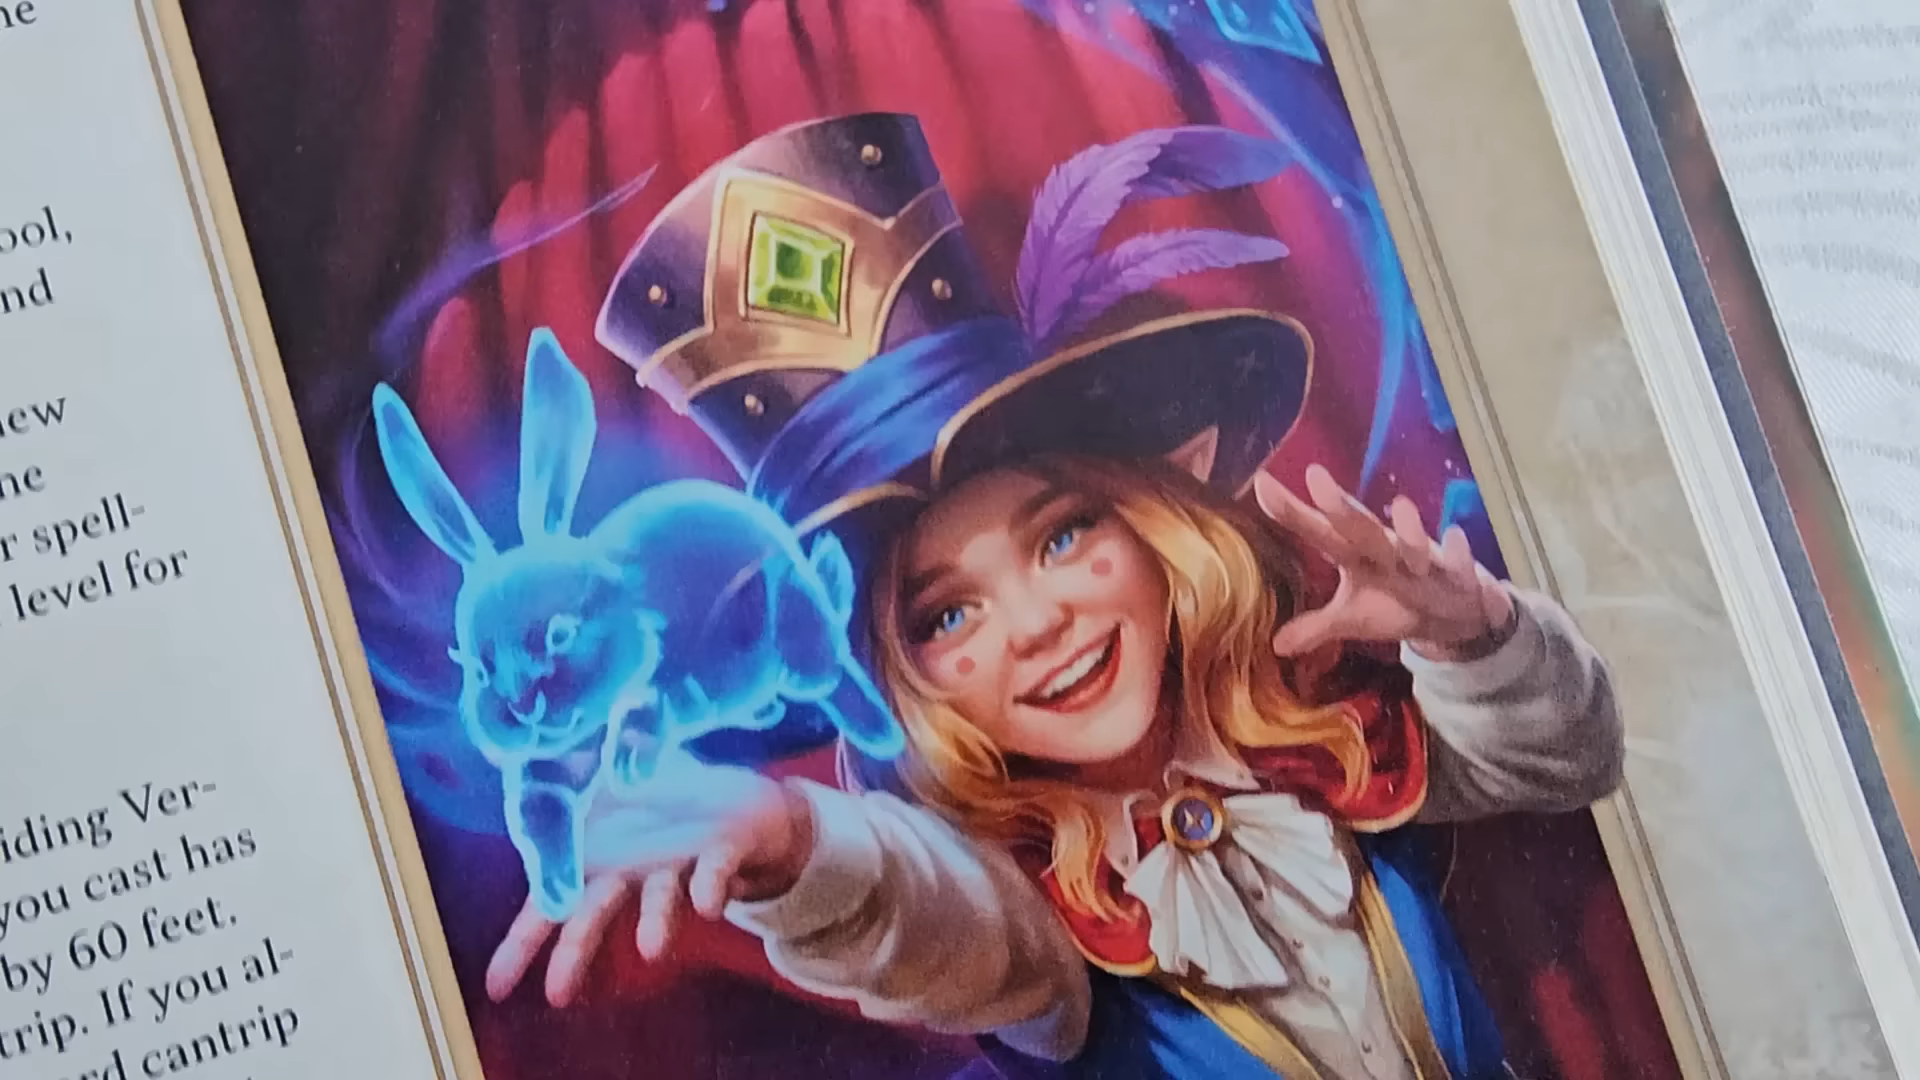 ool,
nd
ew
ne
r spell-
level for
iding Ver-
you cast has
by 60 feet.
trip. If you al-
rd cantrip